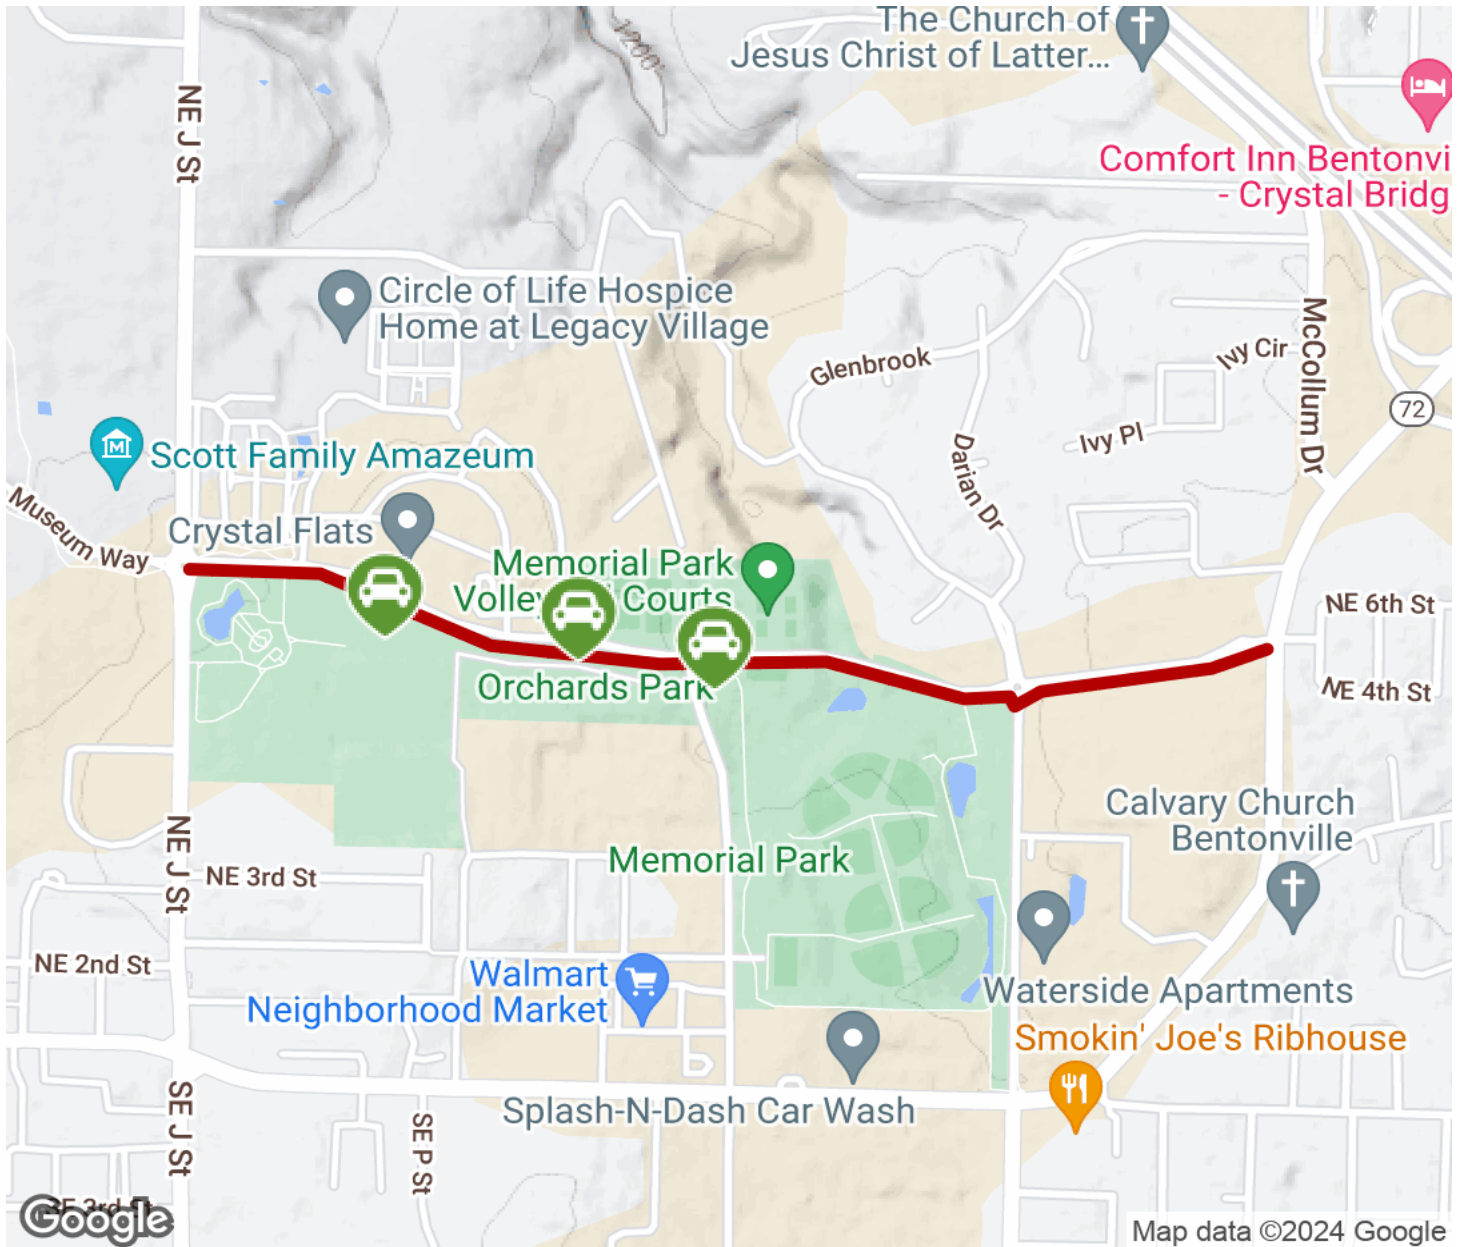 The Church of
Jesus Christ of Latter...
1200'
NE J St
Comfort Inn Bentonvi
- Crystal Bridg
Circle of Life Hospice
Home at Legacy Village
McCollum Dr
Glenbrook
Ivy Cir
72
Ivy Pl
Darian Dr
Scott Family Amazeum
Museum Way
Crystal Flats
Memorial Park
Volley Courts
NE 6th St
Orchards Park
NE 4th St
NE J St
Calvary Church
Bentonville
Memorial Park
NE 3rd St
NE 2nd St
Walmart
Neighborhood Market
Waterside Apartments
Smokin' Joe's Ribhouse
SE J St
Splash-N-Dash Car Wash
SE P St
SE 3rd St
Google
Map data ©2024 Google